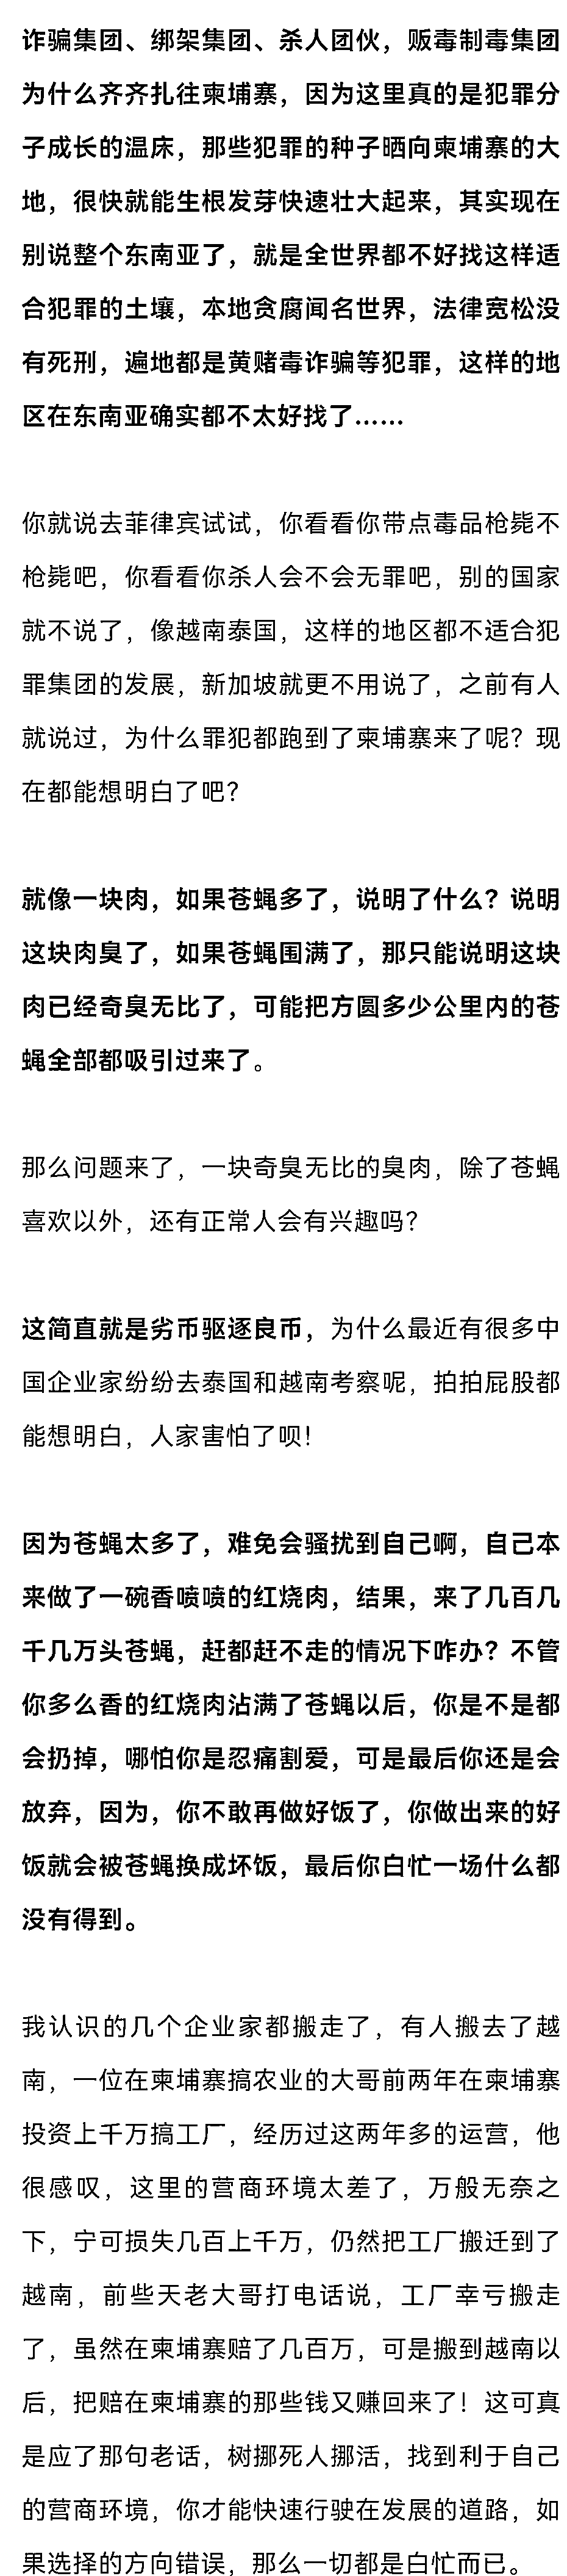 诈骗集团、绑架集团、杀人团伙，贩毒制毒集团
为什么齐齐扎往柬埔寨，因为这里真的是犯罪分
子成长的温床，那些犯罪的种子晒向柬埔寨的大
地，很快就能生根发芽快速壮大起来，其实现在
别说整个东南亚了，就是全世界都不好找这样适
合犯罪的土壤，本地贪腐闻名世界，法律宽松没
有死刑，遍地都是黄赌毒诈骗等犯罪，这样的地
区在东南亚确实都不太好找了……
你就说去菲律宾试试，你看看你带点毒品枪毙不
枪毙吧，你看看你杀人会不会无罪吧，别的国家
就不说了，像越南泰国，这样的地区都不适合犯
罪集团的发展，新加坡就更不用说了，之前有人
就说过，为什么罪犯都跑到了柬埔寨来了呢？现
在都能想明白了吧？
就像一块肉，如果苍蝇多了，说明了什么？说明
这块肉臭了，如果苍蝇围满了，那只能说明这块
肉已经奇臭无比了，可能把方圆多少公里内的苍
蝇全部都吸引过来了。
那么问题来了，一块奇臭无比的臭肉，除了苍蝇
喜欢以外，还有正常人会有兴趣吗？
这简直就是劣币驱逐良币，为什么最近有很多中
国企业家纷纷去泰国和越南考察呢，拍拍屁股都
能想明白，人家害怕了呗！
因为苍蝇太多了，难免会骚扰到自己啊，自己本
来做了一碗香喷喷的红烧肉，结果，来了几百几
千几万头苍蝇，赶都赶不走的情况下咋办？不管
你多么香的红烧肉沾满了苍蝇以后，你是不是都
会扔掉，哪怕你是忍痛割爱，可是最后你还是会
放弃，因为，你不敢再做好饭了，你做出来的好
饭就会被苍蝇换成坏饭，最后你白忙一场什么都
没有得到。
我认识的几个企业家都搬走了，有人搬去了越
南，一位在柬埔寨搞农业的大哥前两年在柬埔寨
投资上千万搞工厂，经历过这两年多的运营，他
很感叹，这里的营商环境太差了，万般无奈之
下，宁可损失几百上千万，仍然把工厂搬迁到了
越南，前些天老大哥打电话说，工厂幸亏搬走
了，虽然在柬埔寨赔了几百万，可是搬到越南以
后，把赔在柬埔寨的那些钱又赚回来了！这可真
是应了那句老话，树挪死人挪活，找到利于自己
的营商环境，你才能快速行驶在发展的道路，如
果选择的方向错误，那么一切都是白忙而已。